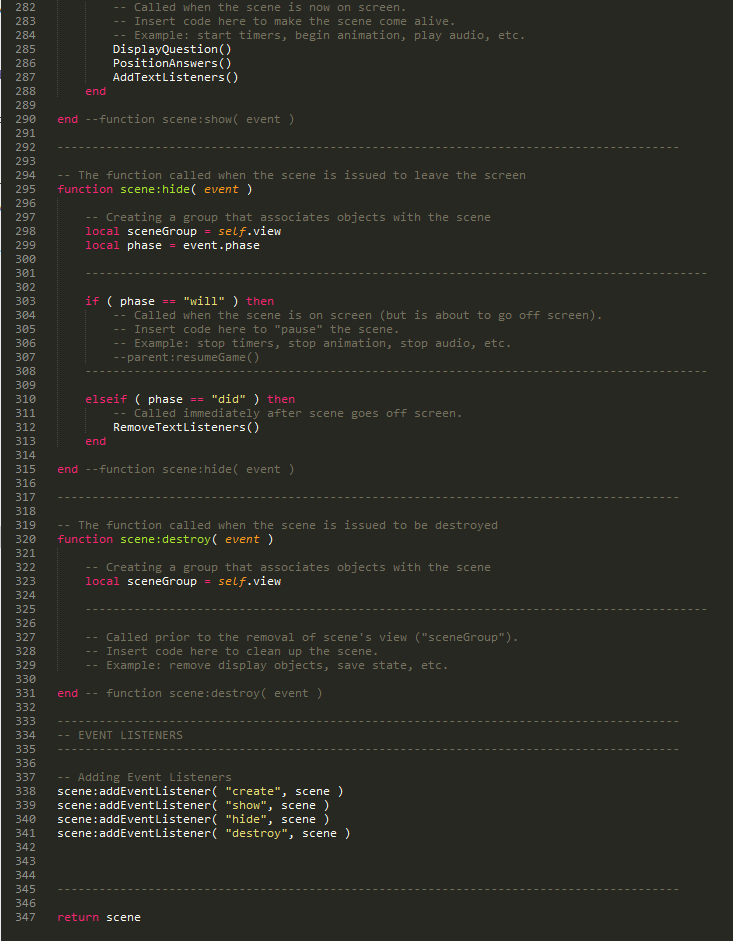 282 -- Called when the scene is now on screen.
283 -- Insert code here to make the scene come alive.
284 -- Example: start timers, begin animation, play audio, etc.
285 DisplayQuestion()
286 PositionAnswers()
287 AddTextListeners()
288 end
289
290 end --function scene:show( event )
291
292 -----------------------------------------------------------------------------------------
293
294 -- The function called when the scene is issued to leave the screen
295 function scene:hide( event )
296
297 -- Creating a group that associates objects with the scene
298 local sceneGroup = self.view
299 local phase = event.phase
300
301 -----------------------------------------------------------------------------------------
302
303 if ( phase == "will" ) then
304 -- Called when the scene is on screen (but is about to go off screen).
305 -- Insert code here to "pause" the scene.
306 -- Example: stop timers, stop animation, stop audio, etc.
307 --parent:resumeGame()
308 -----------------------------------------------------------------------------------------
309
310 elseif ( phase == "did" ) then
311 -- Called immediately after scene goes off screen.
312 RemoveTextListeners()
313 end
314
315 end --function scene:hide( event )
316
317 -----------------------------------------------------------------------------------------
318
319 -- The function called when the scene is issued to be destroyed
320 function scene:destroy( event )
321
322 -- Creating a group that associates objects with the scene
323 local sceneGroup = self.view
324
325 -----------------------------------------------------------------------------------------
326
327 -- Called prior to the removal of scene's view ("sceneGroup").
328 -- Insert code here to clean up the scene.
329 -- Example: remove display objects, save state, etc.
330
331 end -- function scene:destroy( event )
332
333 -----------------------------------------------------------------------------------------
334 -- EVENT LISTENERS
335 -----------------------------------------------------------------------------------------
336
337 -- Adding Event Listeners
338 scene:addEventListener( "create", scene )
339 scene:addEventListener( "show", scene )
340 scene:addEventListener( "hide", scene )
341 scene:addEventListener( "destroy", scene )
342
343
344
345 -----------------------------------------------------------------------------------------
346
347 return scene